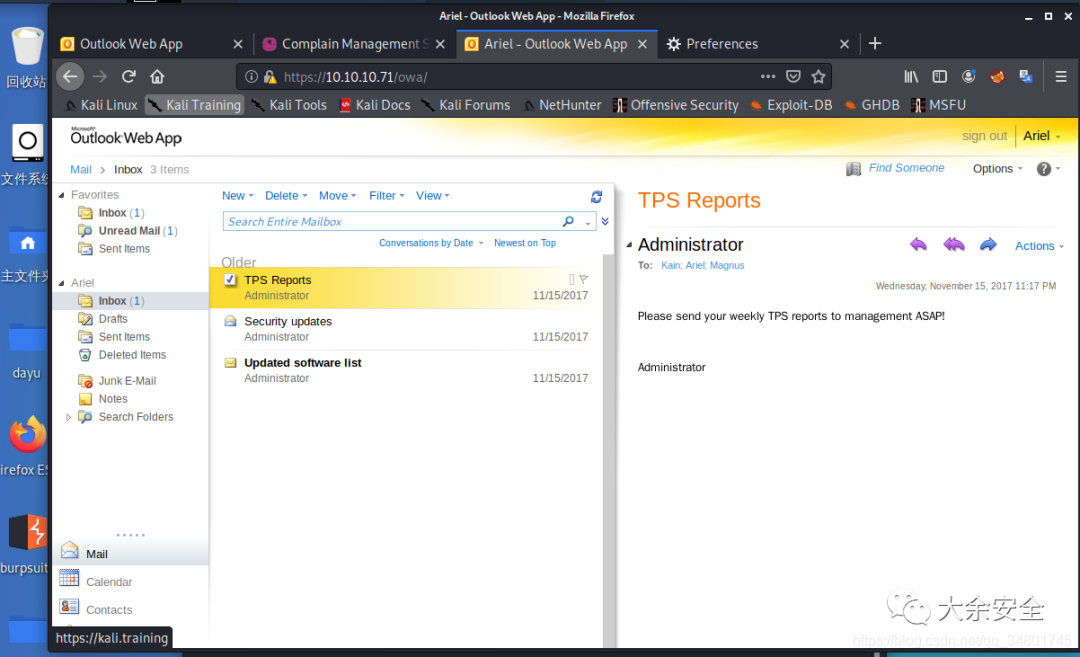 Ariel - Outlook Web App - Mozilla Firefox
Outlook Web App
Complain Management S
Ariel - Outlook Web App
Preferences
https://10.10.10.71/owa/
Kali Linux
Kali Training
Kali Tools
Kali Docs
Kali Forums
NetHunter
Offensive Security
Exploit-DB
GHDB
MSFU
回收站
文件系统
主文件夹
dayu
irefox ES
burpsuit
Microsoft
Outlook Web App
sign out
Ariel
Mail > Inbox 3 Items
Find Someone
Options
Favorites
Inbox (1)
Unread Mail (1)
Sent Items
Ariel
Inbox (1)
Drafts
Sent Items
Deleted Items
Junk E-Mail
Notes
Search Folders
Mail
Calendar
Contacts
https://kali.training
New
Delete
Move
Filter
View
Search Entire Mailbox
Conversations by Date
Newest on Top
Older
TPS Reports
Administrator
11/15/2017
Security updates
Administrator
11/15/2017
Updated software list
Administrator
11/15/2017
TPS Reports
Administrator
Actions
To: Kain; Ariel; Magnus
Wednesday, November 15, 2017 11:17 PM
Please send your weekly TPS reports to management ASAP!
Administrator
大余安全
https://blog.csdn.net/qq_34801745